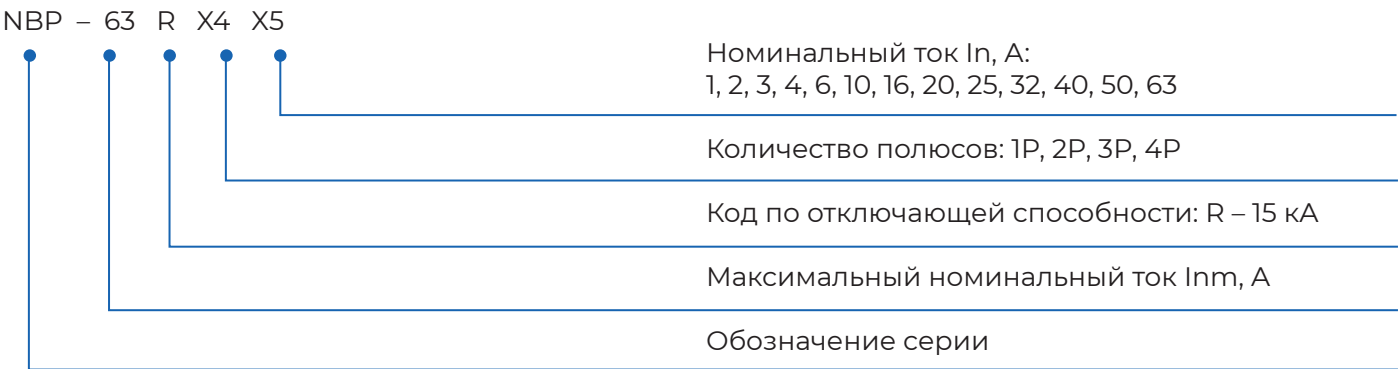 NBP – 63 R X4 X5
Номинальный ток In, А:
1, 2, 3, 4, 6, 10, 16, 20, 25, 32, 40, 50, 63
Количество полюсов: 1P, 2P, 3P, 4P
Код по отключающей способности: R – 15 кА
Максимальный номинальный ток Inm, А
Обозначение серии